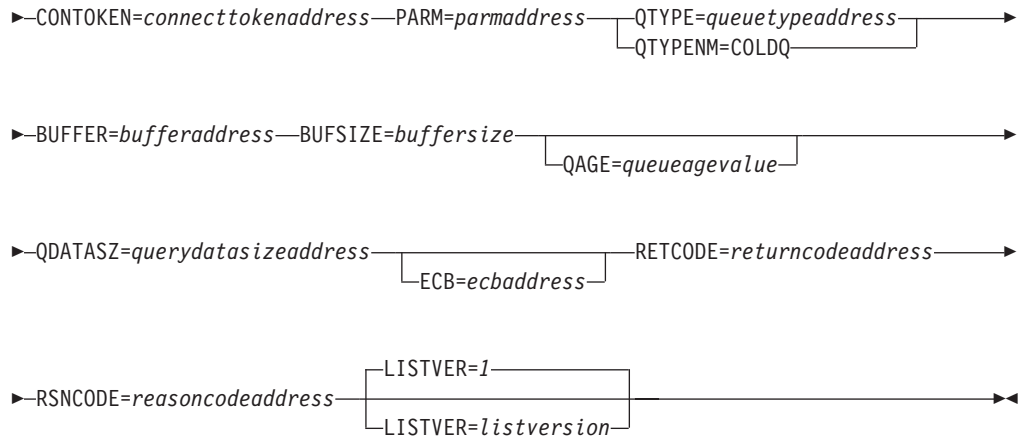 CONTOKEN=connecttokenaddress PARM=parmaddress QTYPE=queuetypeaddress
QTYPENM=COLDQ
BUFFER=bufferaddress BUFSIZE=buffersize
QAGE=queueagevalue
QDATASZ=querydatasizeaddress RETCODE=returncodeaddress
ECB=ecbaddress
LISTVER=1
RSNCODE=reasoncodeaddress
LISTVER=listversion